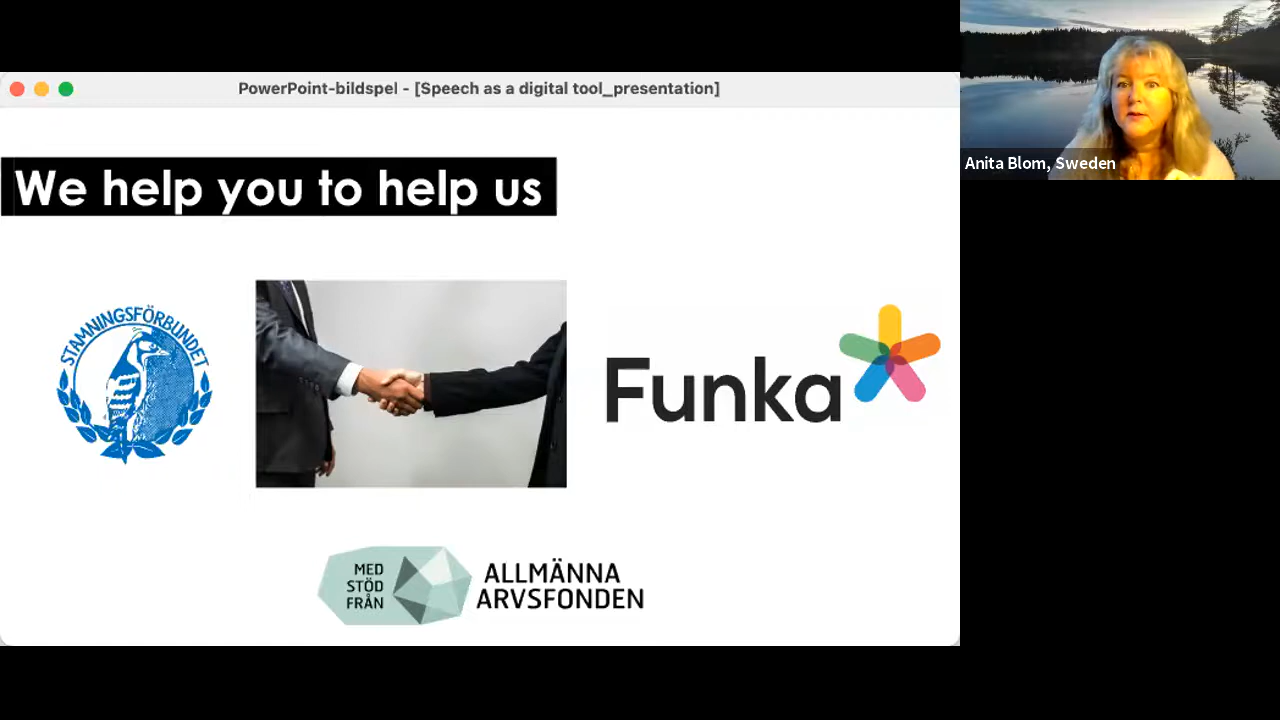 PowerPoint-bildspel - [Speech as a digital tool_presentation]
Anita Blom, Sweden
We help you to help us
STAMNINGSFÖRBUNDET
Funka
MED
STÖD
FRÅN
ALLMÄNNA
ARVSFONDEN